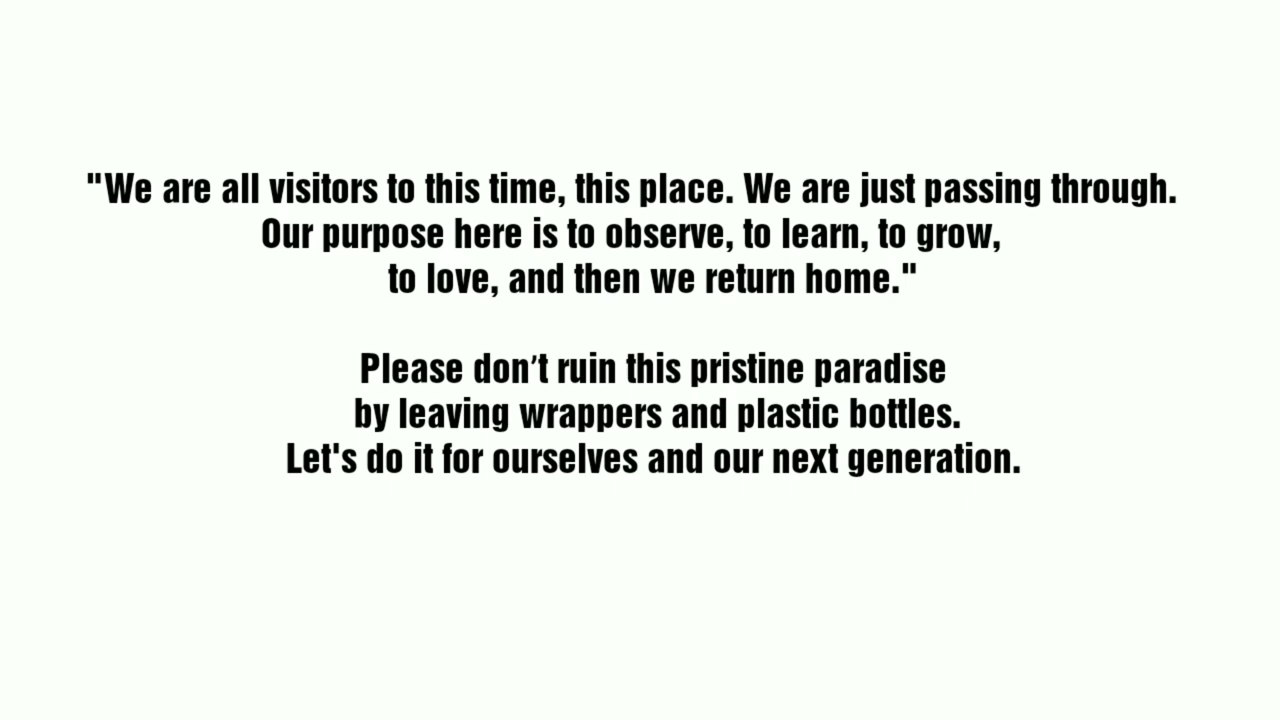 "We are all visitors to this time, this place. We are just passing through.
Our purpose here is to observe, to learn, to grow,
to love, and then we return home."
Please don’t ruin this pristine paradise
by leaving wrappers and plastic bottles.
Let's do it for ourselves and our next generation.